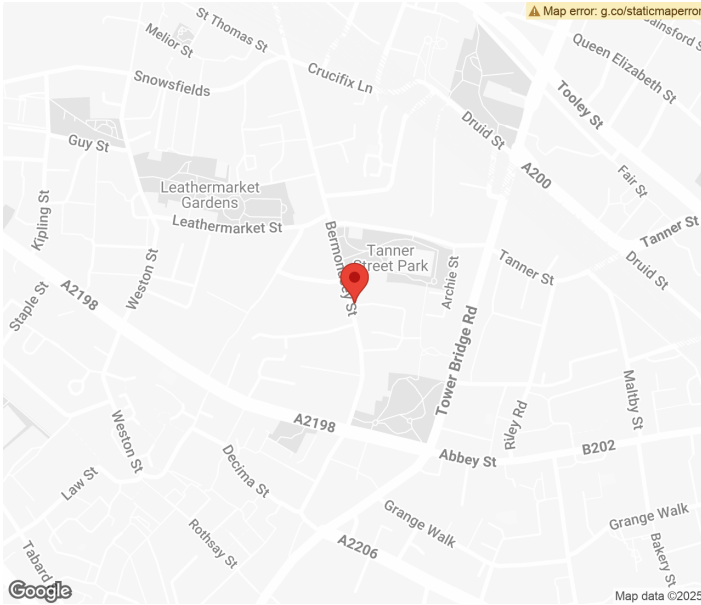 Map error: g.co/staticmaperror
St Thomas St
Melior St
Crucifix Ln
Snowsfields
Queen Elizabeth St
Tooley St
Druid St
A200
Fair St
Guy St
Leathermarket
Gardens
Leathermarket St
Kipling St
Weston St
Staple St
A2198
Bermondsey St
Tanner
Street Park
Archie St
Tanner St
Tanner St
Druid St
Tower Bridge Rd
Maltby St
Riley Rd
A2198
Abbey St
B202
Weston St
Law St
Decima St
Rothsay St
Tabard
A2206
Grange Walk
Grange Walk
Bakery St
Google
Map data ©2025